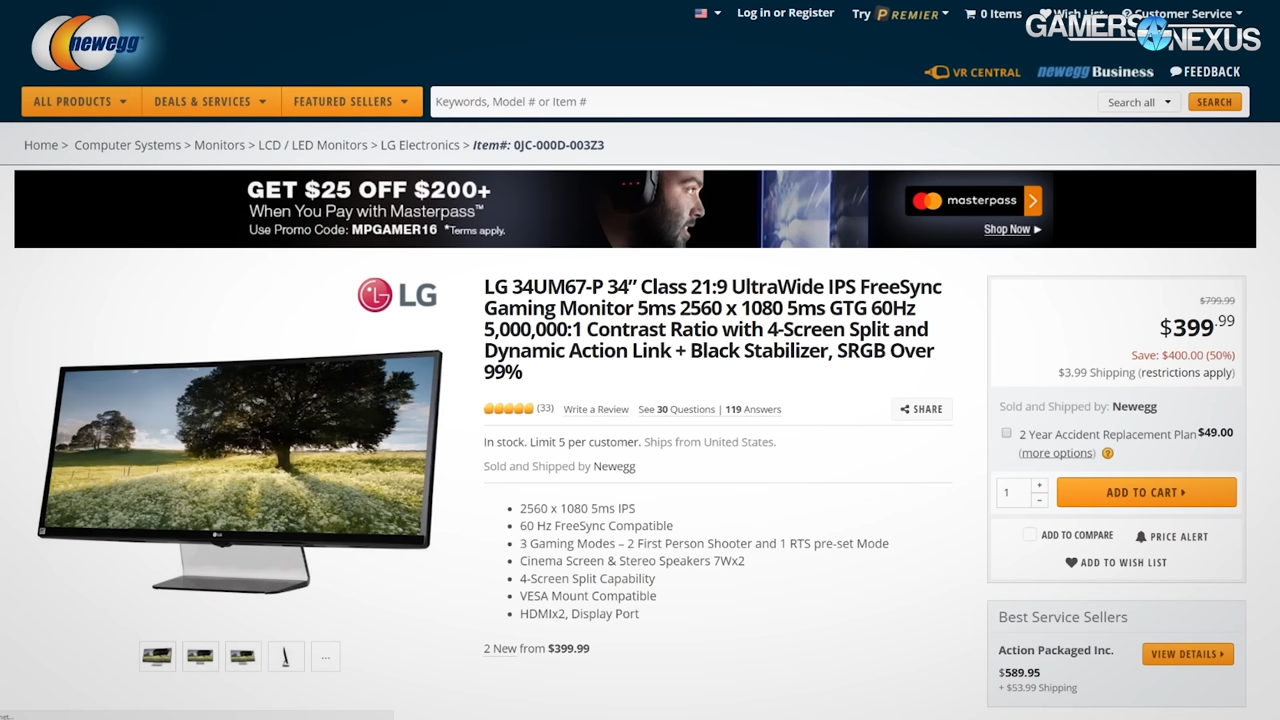 Log in or Register
Try PREMIER
0 Items
Wish List
Customer Service
GAMERS NEXUS
newegg
VR CENTRAL
newegg Business
FEEDBACK
ALL PRODUCTS
DEALS & SERVICES
FEATURED SELLERS
Keywords, Model # or Item #
Search all
SEARCH
Home > Computer Systems > Monitors > LCD / LED Monitors > LG Electronics > Item#: 0JC-000D-003Z3
GET $25 OFF $200+
When You Pay with Masterpass™
Use Promo Code: MPGAMER16 *Terms apply.
masterpass
Shop Now
LG
LG 34UM67-P 34” Class 21:9 UltraWide IPS FreeSync
Gaming Monitor 5ms 2560 x 1080 5ms GTG 60Hz
5,000,000:1 Contrast Ratio with 4-Screen Split and
Dynamic Action Link + Black Stabilizer, SRGB Over
99%
(33) Write a Review See 30 Questions | 119 Answers
SHARE
In stock. Limit 5 per customer. Ships from United States.
Sold and Shipped by Newegg
• 2560 x 1080 5ms IPS
• 60 Hz FreeSync Compatible
• 3 Gaming Modes – 2 First Person Shooter and 1 RTS pre-set Mode
• Cinema Screen & Stereo Speakers 7Wx2
• 4-Screen Split Capability
• VESA Mount Compatible
• HDMIx2, Display Port
2 New from $399.99
...
$799.99
$399.99
Save: $400.00 (50%)
$3.99 Shipping (restrictions apply)
Sold and Shipped by: Newegg
2 Year Accident Replacement Plan $49.00
(more options) ?
1
+
-
ADD TO CART
ADD TO COMPARE
PRICE ALERT
ADD TO WISH LIST
Best Service Sellers
Action Packaged Inc.
VIEW DETAILS
$589.95
+ $53.99 Shipping